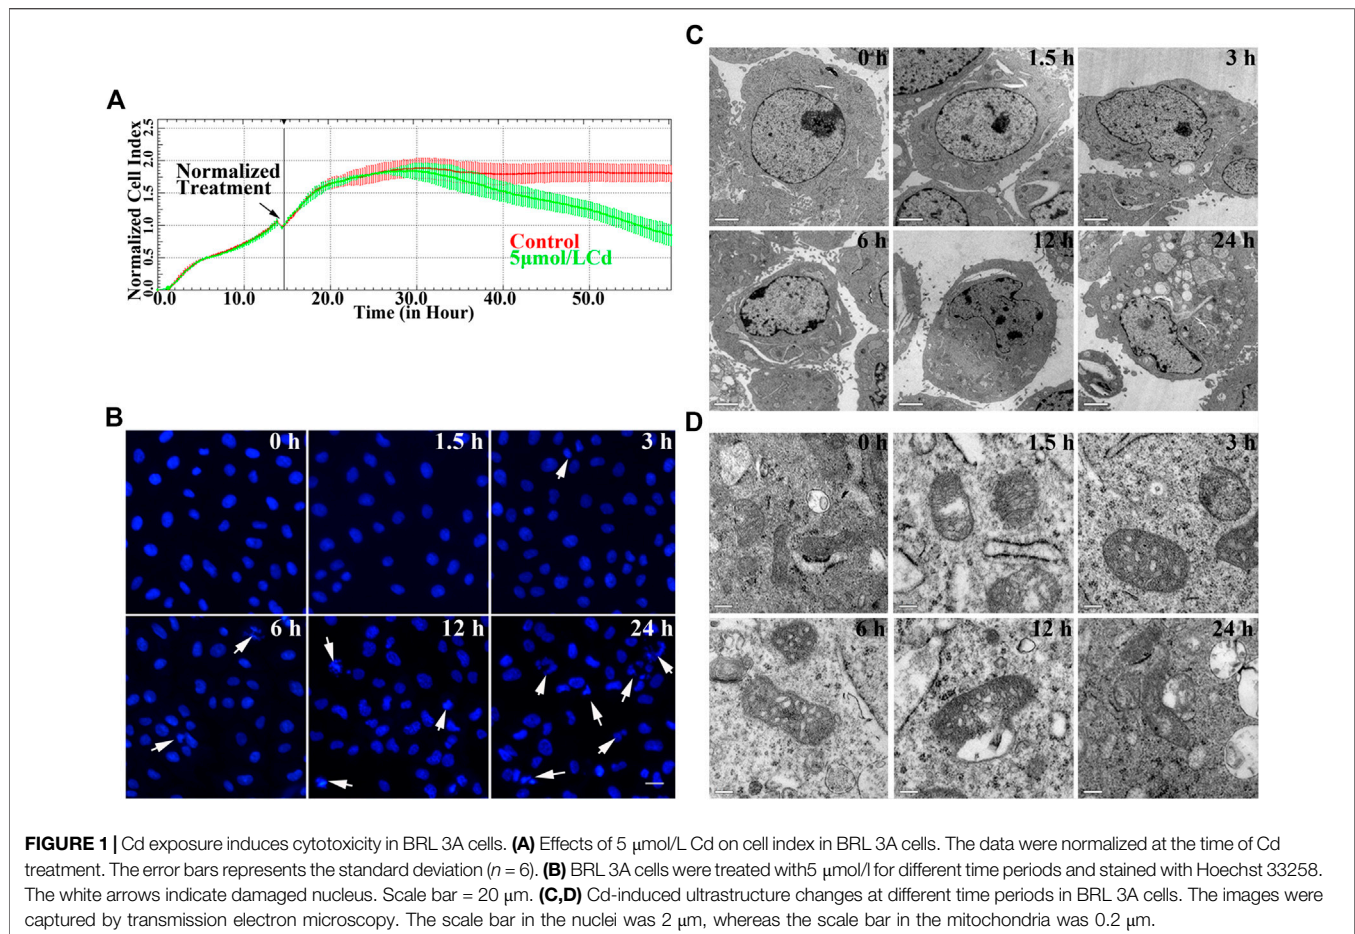 A
Normalized Cell Index
2.5
2.0
1.5
1.0
0.5
0.0
Normalized
Treatment
Control
5μmol/LCd
0.0 10.0 20.0 30.0 40.0 50.0
Time (in Hour)
B
0 h 1.5 h 3 h
6 h 12 h 24 h
C
0 h 1.5 h 3 h
6 h 12 h 24 h
D
0 h 1.5 h 3 h
6 h 12 h 24 h
FIGURE 1 | Cd exposure induces cytotoxicity in BRL 3A cells. (A) Effects of 5 μmol/L Cd on cell index in BRL 3A cells. The data were normalized at the time of Cd
treatment. The error bars represents the standard deviation (n = 6). (B) BRL 3A cells were treated with5 μmol/l for different time periods and stained with Hoechst 33258.
The white arrows indicate damaged nucleus. Scale bar = 20 μm. (C,D) Cd-induced ultrastructure changes at different time periods in BRL 3A cells. The images were
captured by transmission electron microscopy. The scale bar in the nuclei was 2 μm, whereas the scale bar in the mitochondria was 0.2 μm.